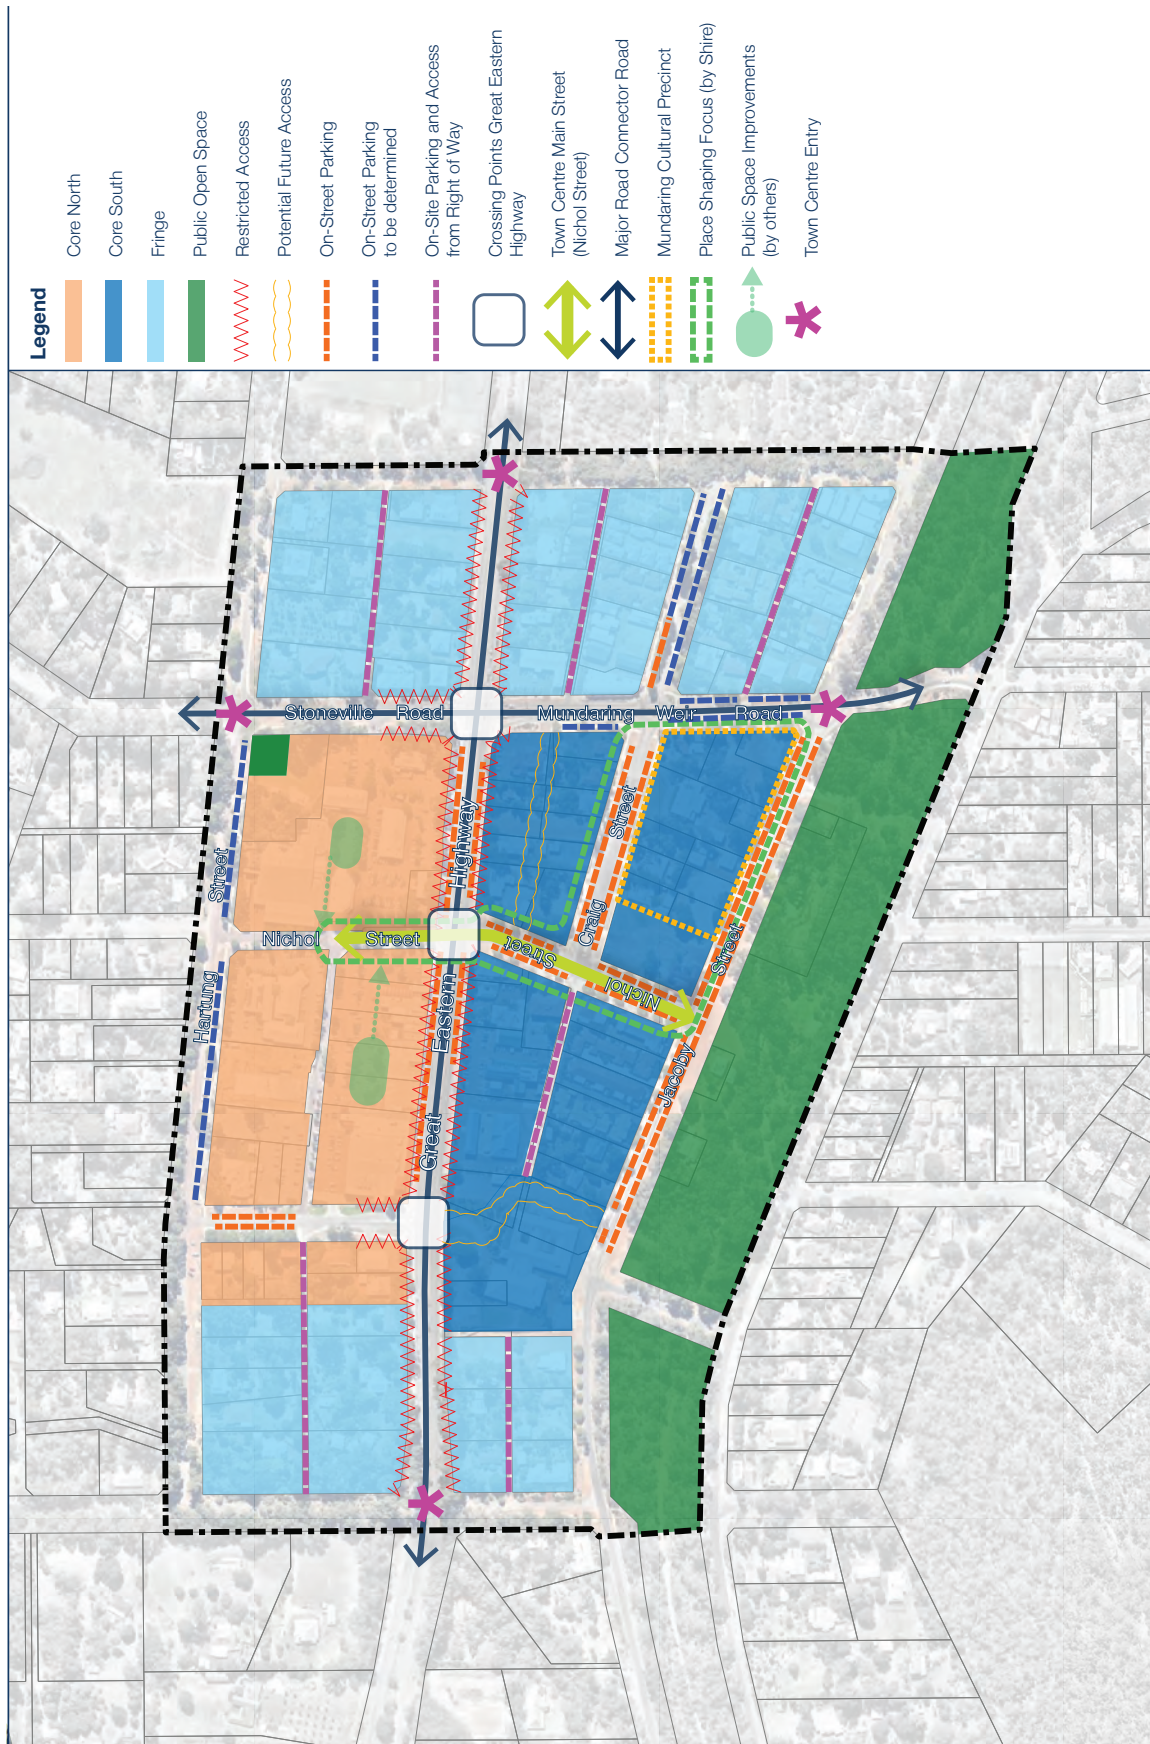 Legend
Core North
Core South
Fringe
Public Open Space
Restricted Access
Potential Future Access
On-Street Parking
On-Street Parking
to be determined
On-Site Parking and Access
from Right of Way
Crossing Points Great Eastern
Highway
Town Centre Main Street
(Nichol Street)
Major Road Connector Road
Mundaring Cultural Precinct
Place Shaping Focus (by Shire)
Public Space Improvements
(by others)
Town Centre Entry
Stoneville Road
Mundaring Weir Road
Hartung Street
Nichol Street
Great Eastern Highway
Craig Street
Nichol Street
Jacoby Street